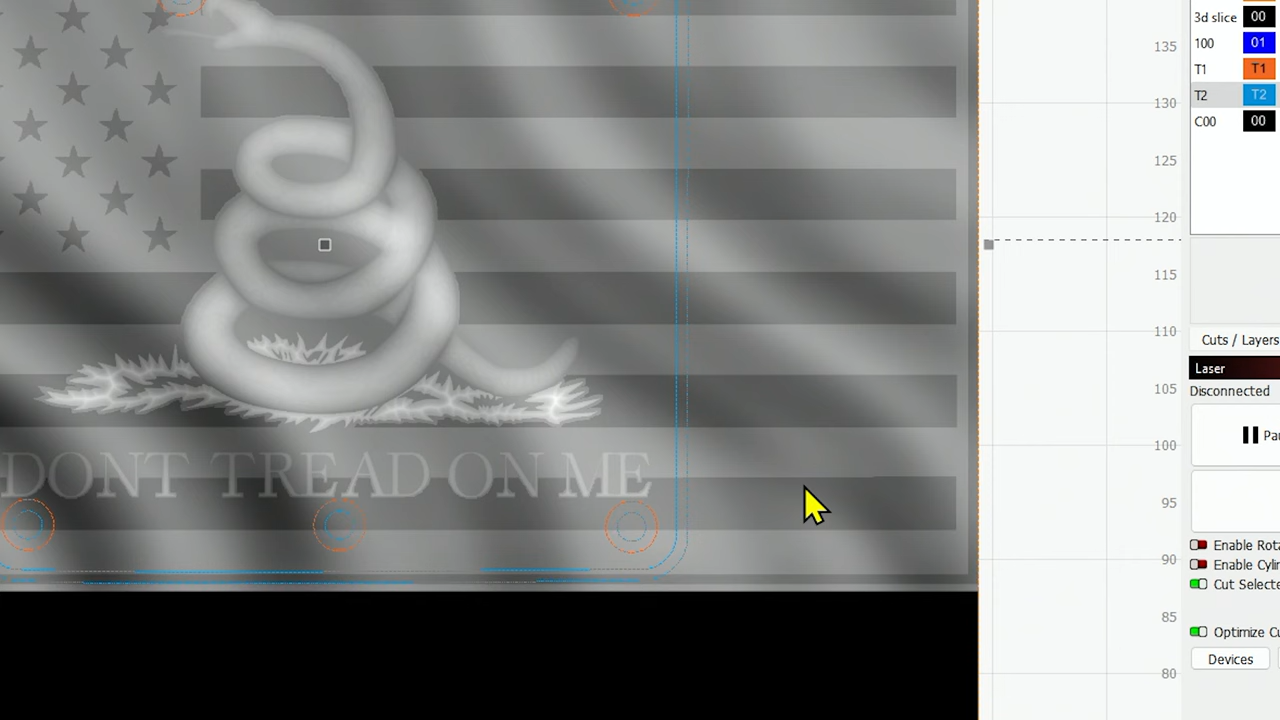 3d slice 00
100 01
T1 T1
T2 T2
C00 00
135
130
125
120
115
110
105
100
95
90
85
80
Cuts / Layers
Laser
Disconnected
Pau
Enable Rota
Enable Cylin
Cut Selecte
Optimize Cu
Devices
DONT TREAD ON ME